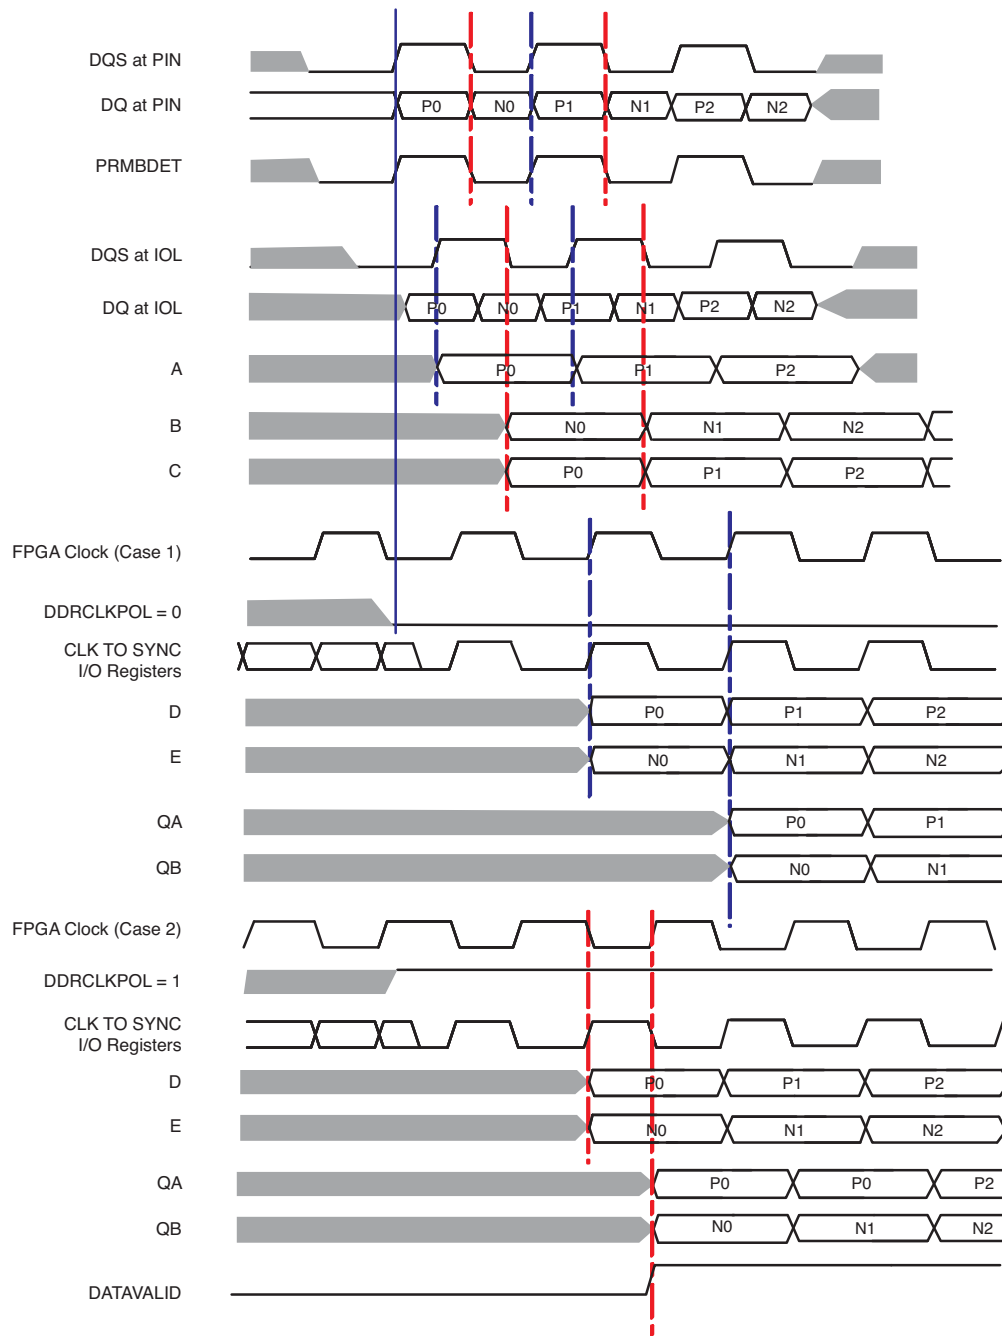 DQS at PIN
DQ at PIN P0 N0 P1 N1 P2 N2
PRMBDET
DQS at IOL
DQ at IOL P0 N0 P1 N1 P2 N2
A P0 P1 P2
B N0 N1 N2
C P0 P1 P2
FPGA Clock (Case 1)
DDRCLKPOL = 0
CLK TO SYNC
I/O Registers
D P0 P1 P2
E N0 N1 N2
QA P0 P1
QB N0 N1
FPGA Clock (Case 2)
DDRCLKPOL = 1
CLK TO SYNC
I/O Registers
D P0 P1 P2
E N0 N1 N2
QA P0 P0 P2
QB N0 N1 N2
DATAVALID